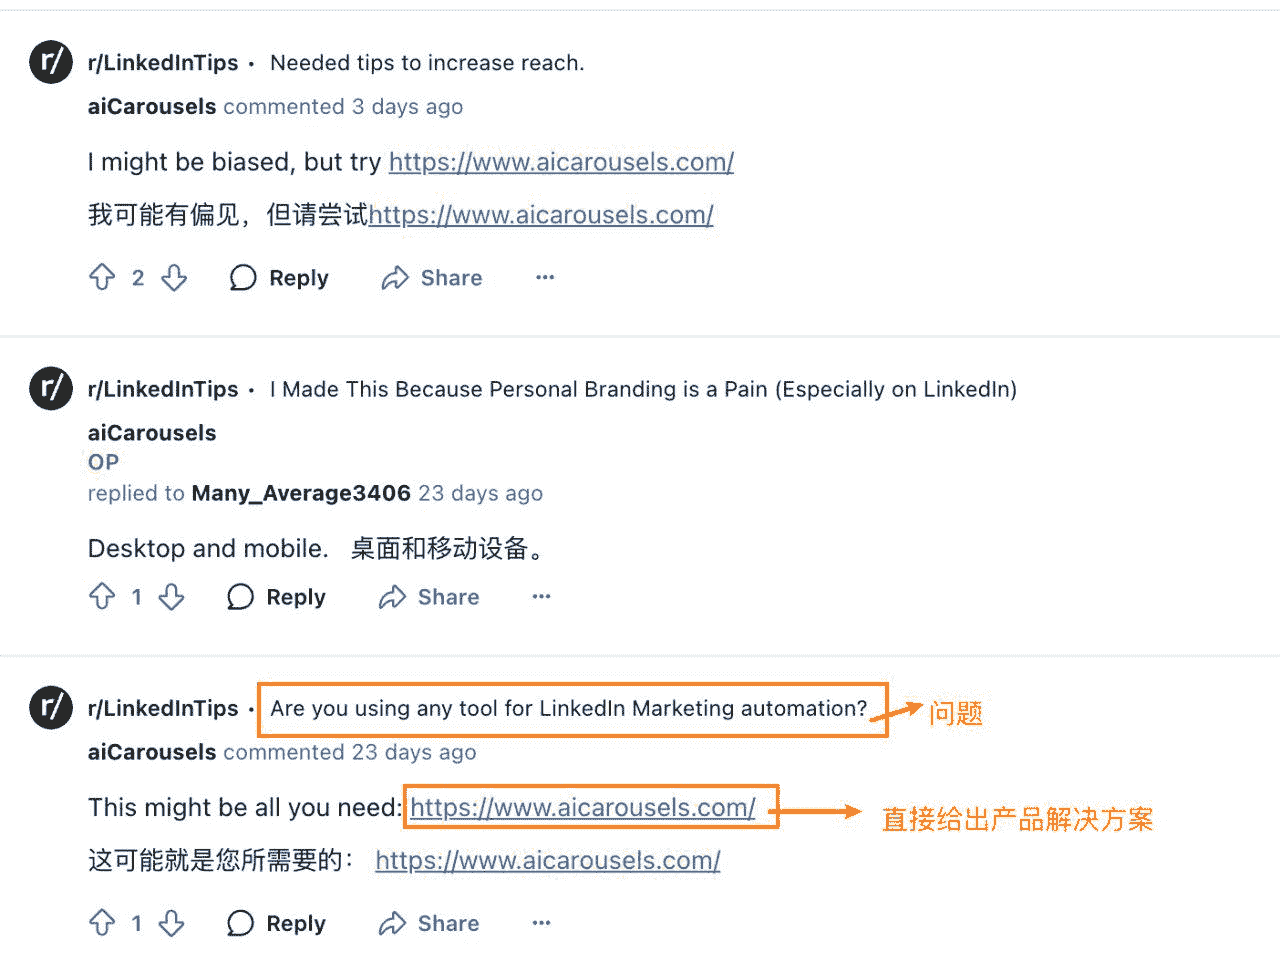 r/ r/LinkedInTips • Needed tips to increase reach.
aiCarousels commented 3 days ago
I might be biased, but try https://www.aicarousels.com/
我可能有偏见，但请尝试https://www.aicarousels.com/
2 Reply Share ...
r/ r/LinkedInTips • I Made This Because Personal Branding is a Pain (Especially on LinkedIn)
aiCarousels
OP
replied to Many_Average3406 23 days ago
Desktop and mobile. 桌面和移动设备。
1 Reply Share ...
r/ r/LinkedInTips • Are you using any tool for LinkedIn Marketing automation? 问题
aiCarousels commented 23 days ago
This might be all you need: https://www.aicarousels.com/ 直接给出产品解决方案
这可能就是您所需要的： https://www.aicarousels.com/
1 Reply Share ...